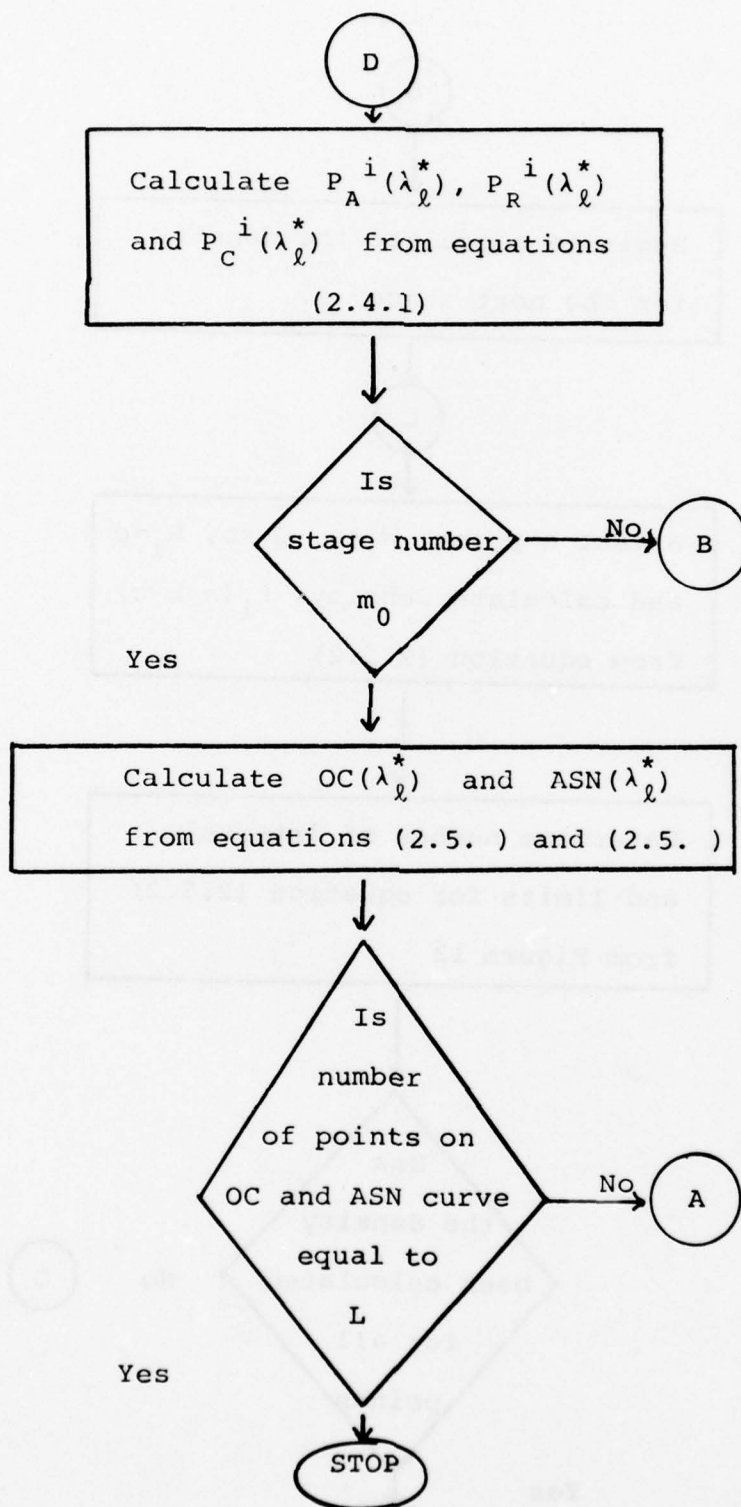 D
Calculate P_A^i(λ_ℓ^*), P_R^i(λ_ℓ^*)
and P_C^i(λ_ℓ^*) from equations
(2.4.1)
Is
stage number
m_0
No
B
Yes
Calculate OC(λ_ℓ^*) and ASN(λ_ℓ^*)
from equations (2.5. ) and (2.5. )
Is
number
of points on
OC and ASN curve
equal to
L
No
A
Yes
STOP